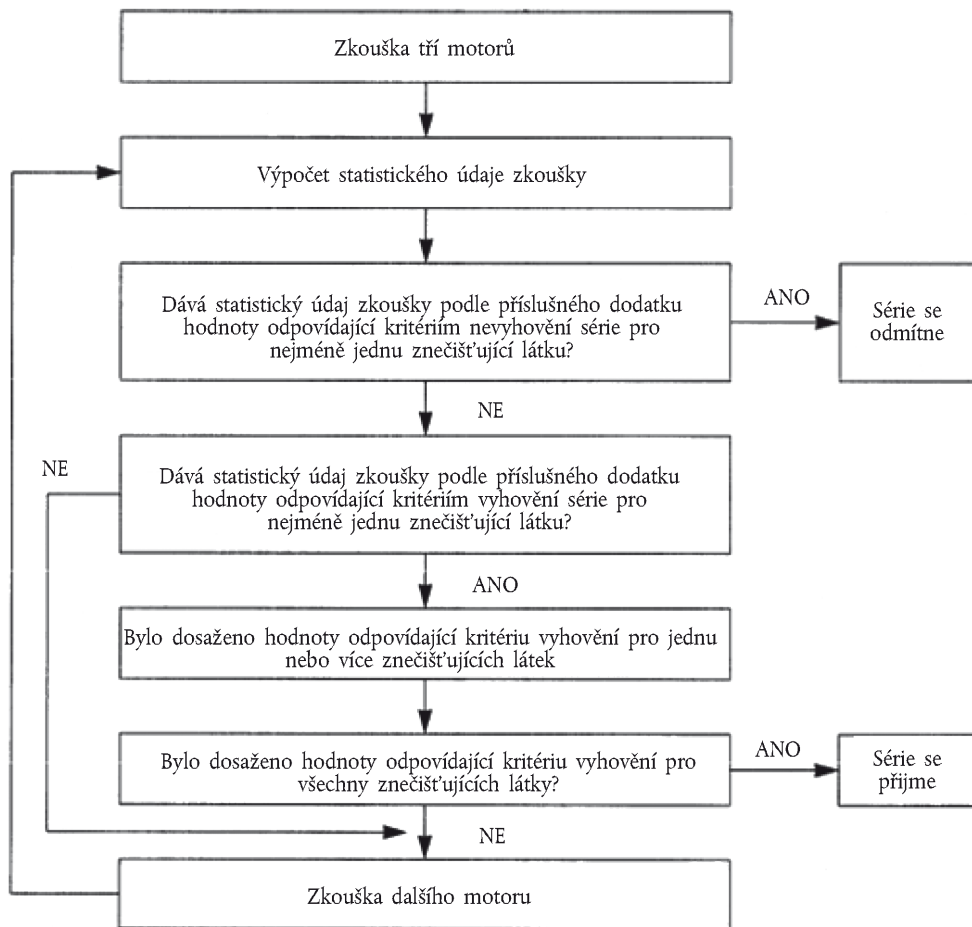 Zkouška tří motorů
Výpočet statistického údaje zkoušky
Dává statistický údaj zkoušky podle příslušného dodatku
hodnoty odpovídající kritériím nevyhovění série pro
nejméně jednu znečišťující látku?
ANO
Série se
odmítne
NE
NE
Dává statistický údaj zkoušky podle příslušného dodatku
hodnoty odpovídající kritériím vyhovění série pro
nejméně jednu znečišťující látku?
ANO
Bylo dosaženo hodnoty odpovídající kritériu vyhovění pro jednu
nebo více znečišťujících látek
Bylo dosaženo hodnoty odpovídající kritériu vyhovění pro
všechny znečišťujících látky?
ANO
Série se
přijme
NE
Zkouška dalšího motoru